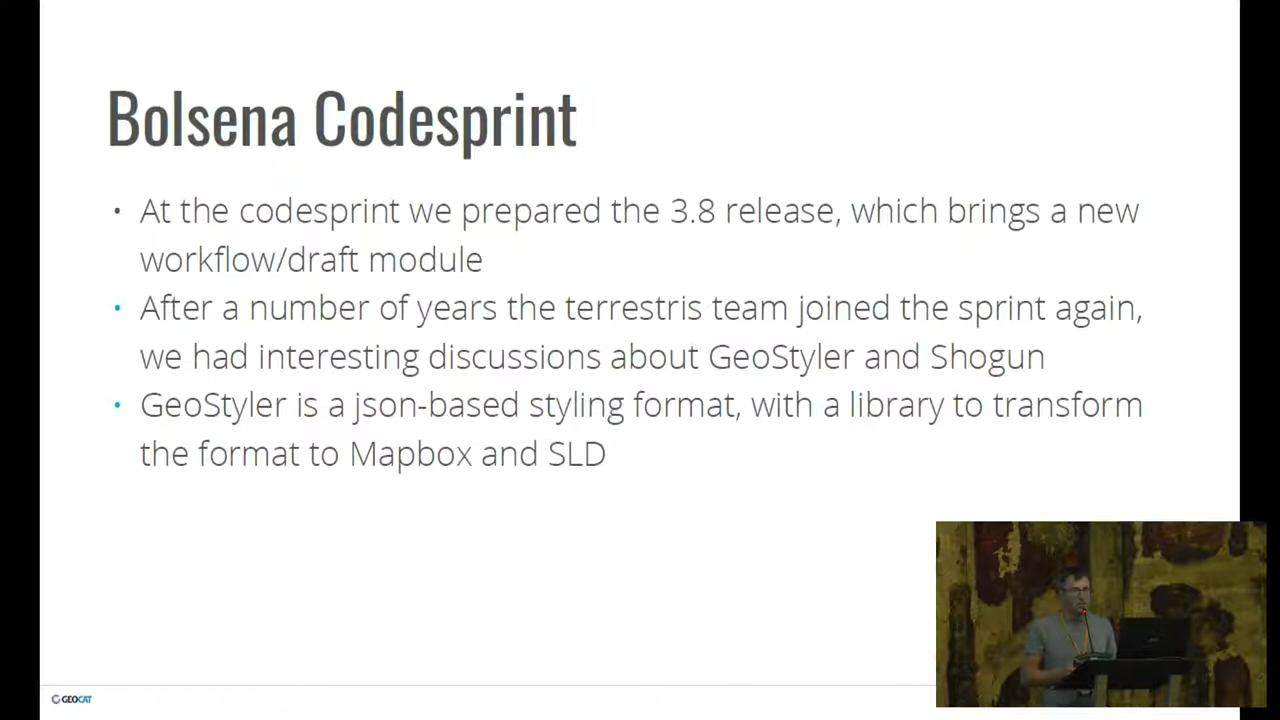 Bolsena Codesprint
• At the codesprint we prepared the 3.8 release, which brings a new
workflow/draft module
• After a number of years the terrestris team joined the sprint again,
we had interesting discussions about GeoStyler and Shogun
• GeoStyler is a json-based styling format, with a library to transform
the format to Mapbox and SLD
GEOCAT